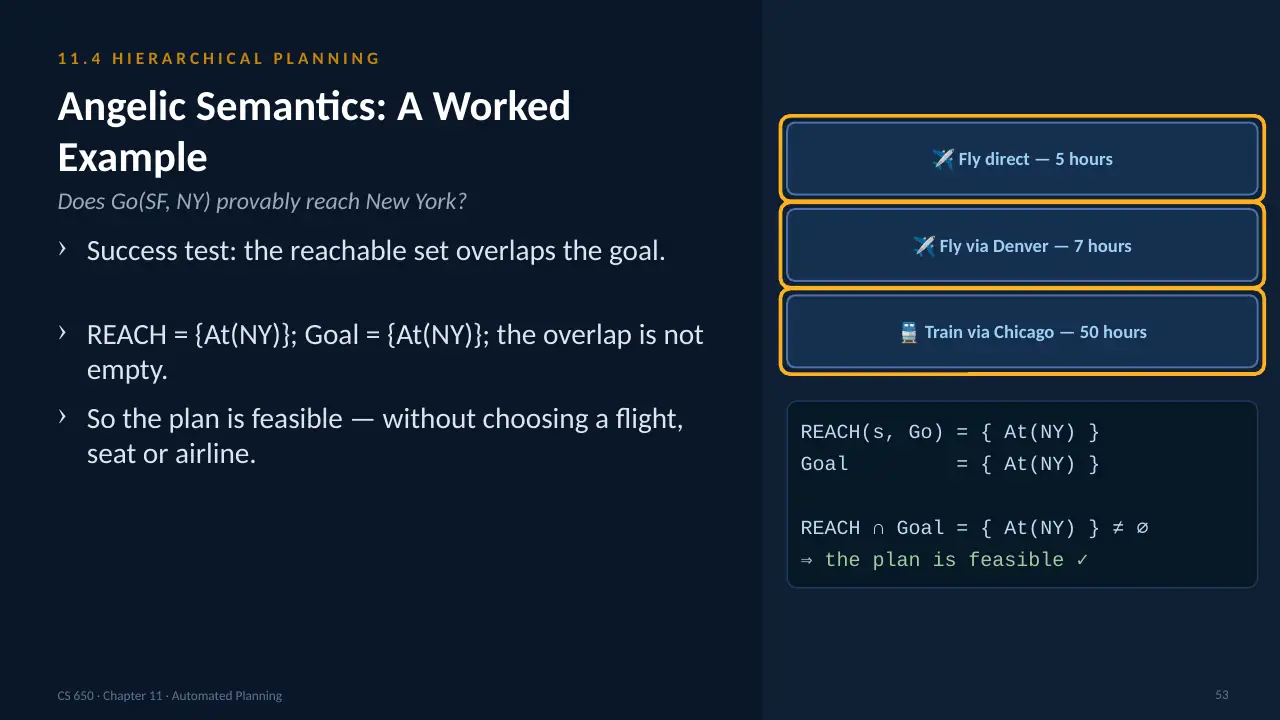 11.4 HIERARCHICAL PLANNING
Angelic Semantics: A Worked
Example
Does Go(SF, NY) provably reach New York?
› Success test: the reachable set overlaps the goal.
› REACH = {At(NY)}; Goal = {At(NY)}; the overlap is not
empty.
› So the plan is feasible — without choosing a flight,
seat or airline.
✈️ Fly direct — 5 hours
✈️ Fly via Denver — 7 hours
🚆 Train via Chicago — 50 hours
REACH(s, Go) = { At(NY) }
Goal         = { At(NY) }
REACH ∩ Goal = { At(NY) } ≠ ∅
⇒ the plan is feasible ✓
CS 650 · Chapter 11 · Automated Planning
53